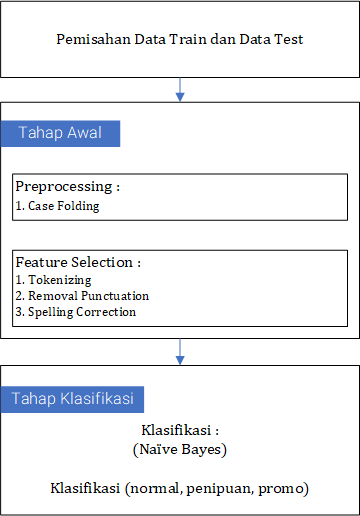 Pemisahan Data Train dan Data Test
Tahap Awal
Preprocessing :
1. Case Folding
Feature Selection :
1. Tokenizing
2. Removal Punctuation
3. Spelling Correction
Tahap Klasifikasi
Klasifikasi :
(Naïve Bayes)
Klasifikasi (normal, penipuan, promo)